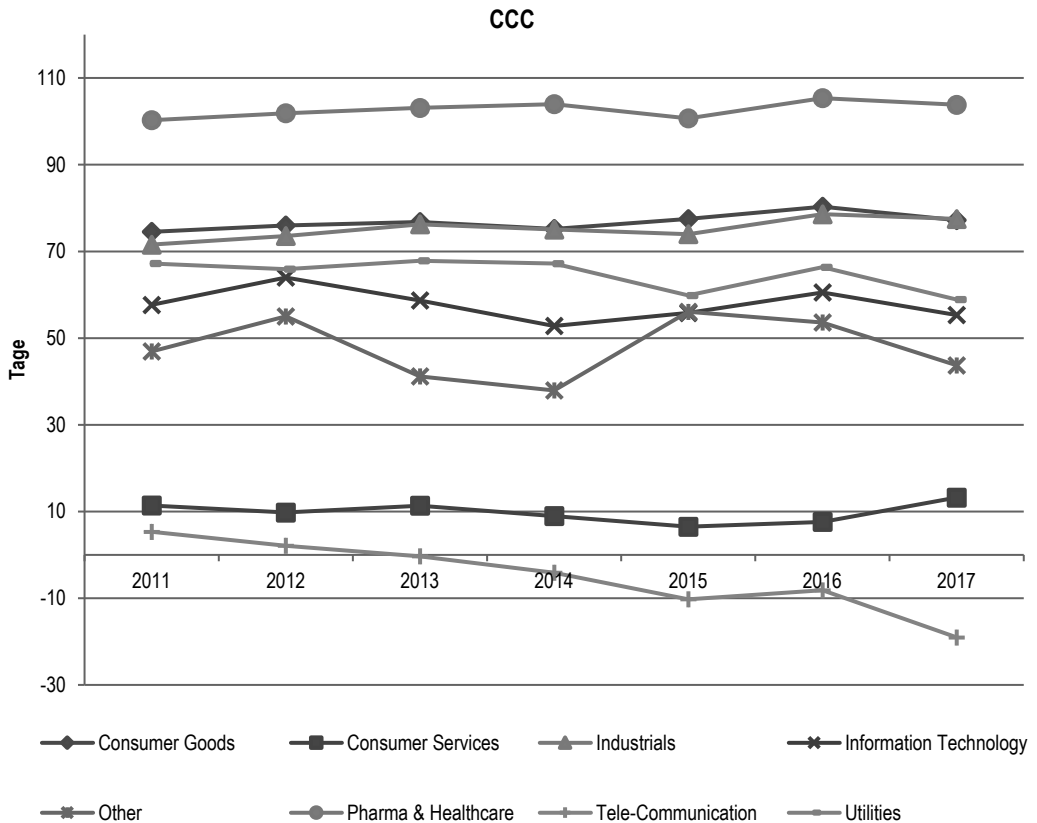 CCC
110
90
70
50
30
10
-10
-30
Tage
2011 2012 2013 2014 2015 2016 2017
Consumer Goods Consumer Services Industrials Information Technology
Other Pharma & Healthcare Tele-Communication Utilities